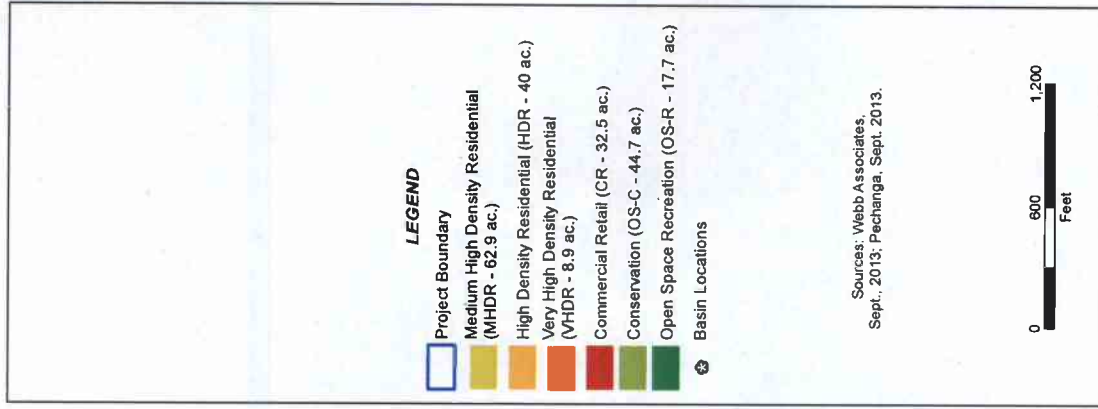 LEGEND
Project Boundary
Medium High Density Residential
(MHDR - 62.9 ac.)
High Density Residential (HDR - 40 ac.)
Very High Density Residential
(VHDR - 8.9 ac.)
Commercial Retail (CR - 32.5 ac.)
Conservation (OS-C - 44.7 ac.)
Open Space Recreation (OS-R - 17.7 ac.)
Basin Locations
Sources: Webb Associates,
Sept., 2013; Pechanga, Sept. 2013.
0 600 1,200
Feet